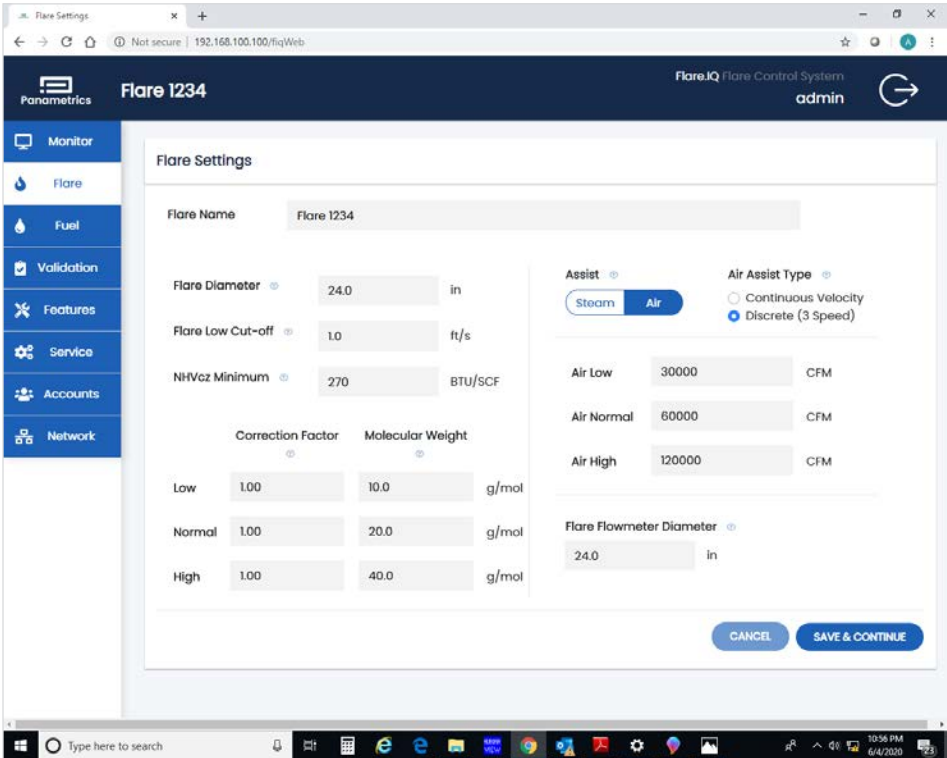 Flare Settings
Not secure | 192.168.100.100/fiqWeb
A
Panametrics
Flare 1234
Flare.IQ Flare Control System
admin
Monitor
Flare
Fuel
Validation
Features
Service
Accounts
Network
Flare Settings
Flare Name
Flare 1234
Flare Diameter
24.0
in
Flare Low Cut-off
1.0
ft/s
NHVcz Minimum
270
BTU/SCF
Correction Factor Molecular Weight
Low 1.00 10.0 g/mol
Normal 1.00 20.0 g/mol
High 1.00 40.0 g/mol
Assist
Steam Air
Air Assist Type
Continuous Velocity
Discrete (3 Speed)
Air Low 30000 CFM
Air Normal 60000 CFM
Air High 120000 CFM
Flare Flowmeter Diameter
24.0 in
CANCEL SAVE & CONTINUE
Type here to search
10:56 PM
6/4/2020
23